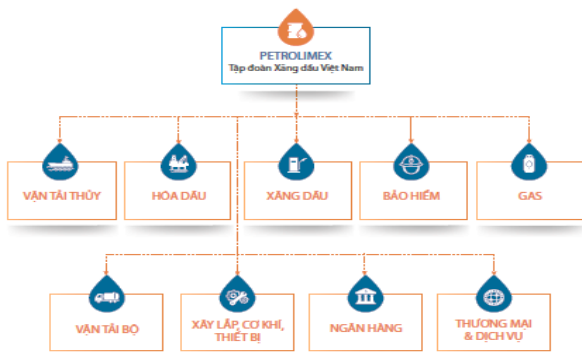 PETROLIMEX
Tập đoàn Xăng dầu Việt Nam
VẬN TẢI THỦY
HÓA DẦU
XĂNG DẦU
BẢO HIỂM
GAS
VẬN TẢI BỘ
XÂY LẮP, CƠ KHÍ,
THIẾT BỊ
NGÂN HÀNG
THƯƠNG MẠI
& DỊCH VỤ